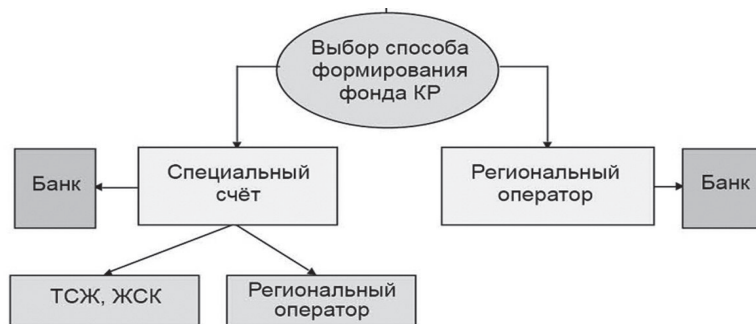 Выбор способа
формирования
фонда КР
Банк
Специальный
счёт
Региональный
оператор
Банк
ТСЖ, ЖСК
Региональный
оператор